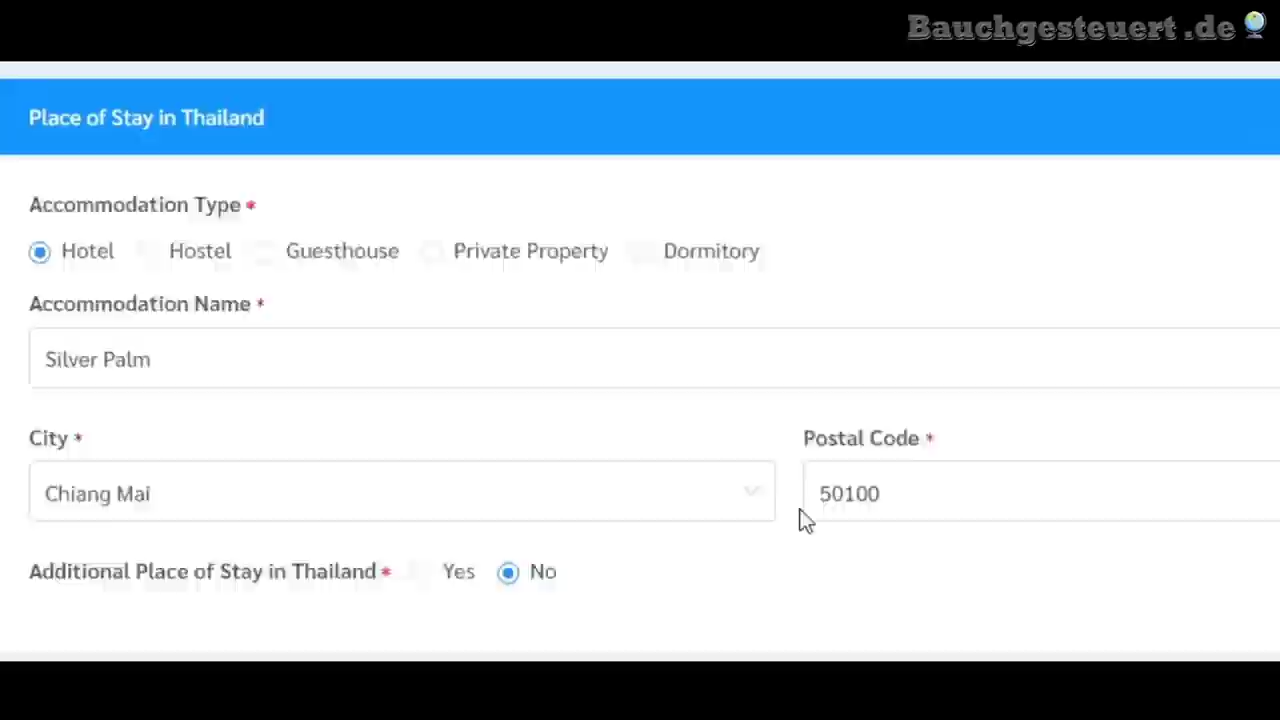 Bauchgesteuert.de
Place of Stay in Thailand
Accommodation Type *
Hotel Hostel Guesthouse Private Property Dormitory
Accommodation Name *
Silver Palm
City * Postal Code *
Chiang Mai 50100
Additional Place of Stay in Thailand * Yes No